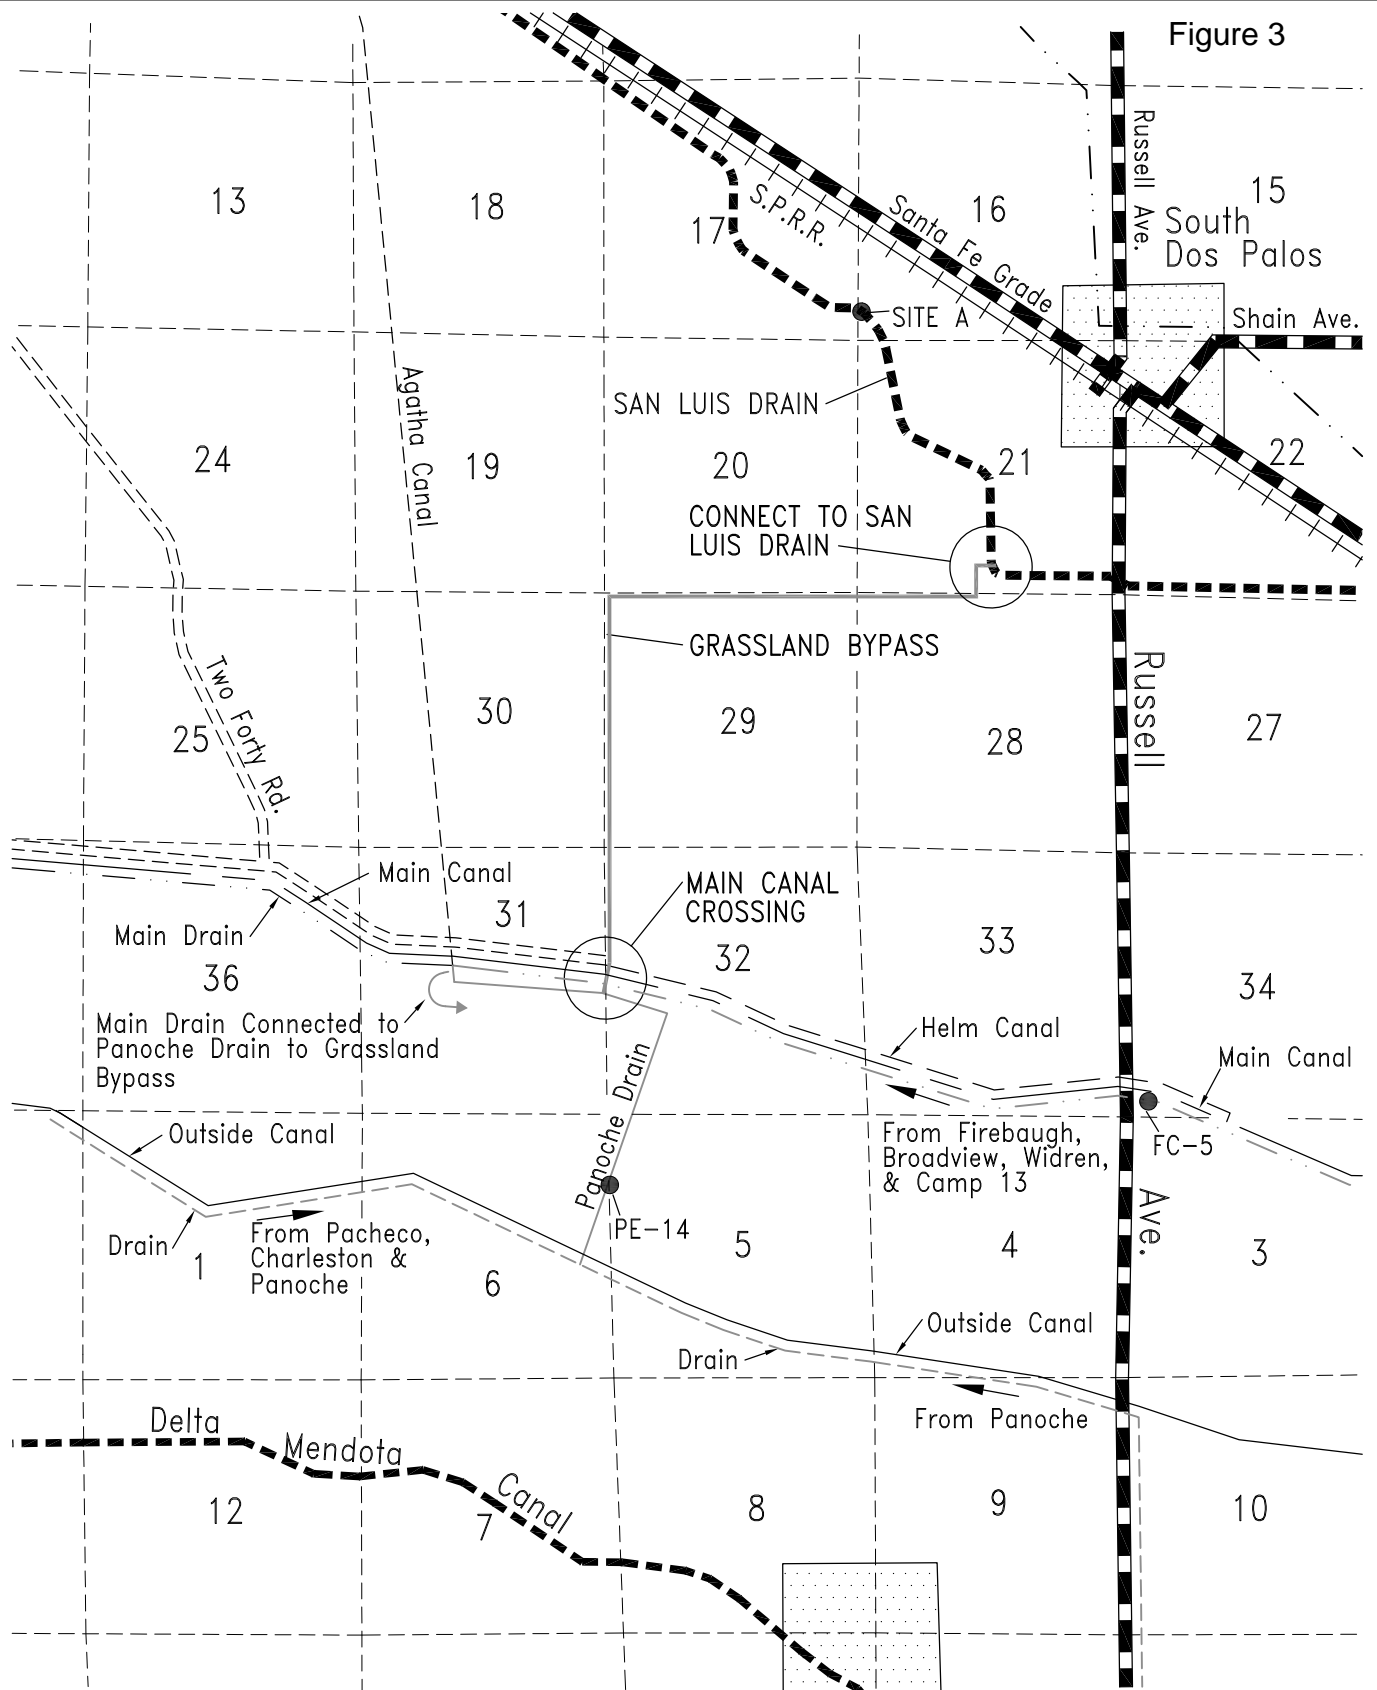 Figure 3
Russell Ave.
13
18
17
S.P.R.R.
Santa Fe Grade
16
15
South
Dos Palos
SITE A
Shain Ave.
Agatha Canal
SAN LUIS DRAIN
24
19
20
21
22
CONNECT TO SAN
LUIS DRAIN
GRASSLAND BYPASS
Two Forty Rd.
25
30
29
28
Russell
27
Main Canal
MAIN CANAL
CROSSING
31
Main Drain
36
32
33
34
Main Drain Connected to
Panoche Drain to Grassland
Bypass
Helm Canal
Main Canal
Panoche Drain
Outside Canal
From Firebaugh,
Broadview, Widren,
& Camp 13
FC-5
Ave.
Drain
From Pacheco,
Charleston &
Panoche
PE-14
1
6
5
4
3
Outside Canal
Drain
From Panoche
Delta
Mendota
Canal
12
7
8
9
10